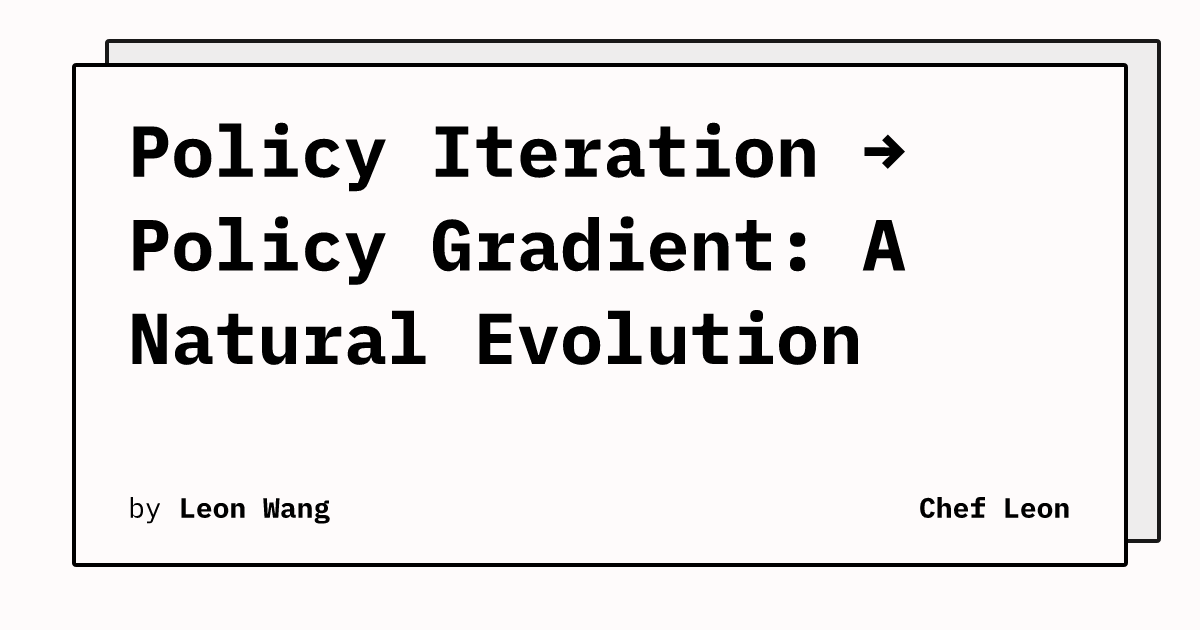 Policy Iteration →
Policy Gradient: A
Natural Evolution
by Leon Wang
Chef Leon